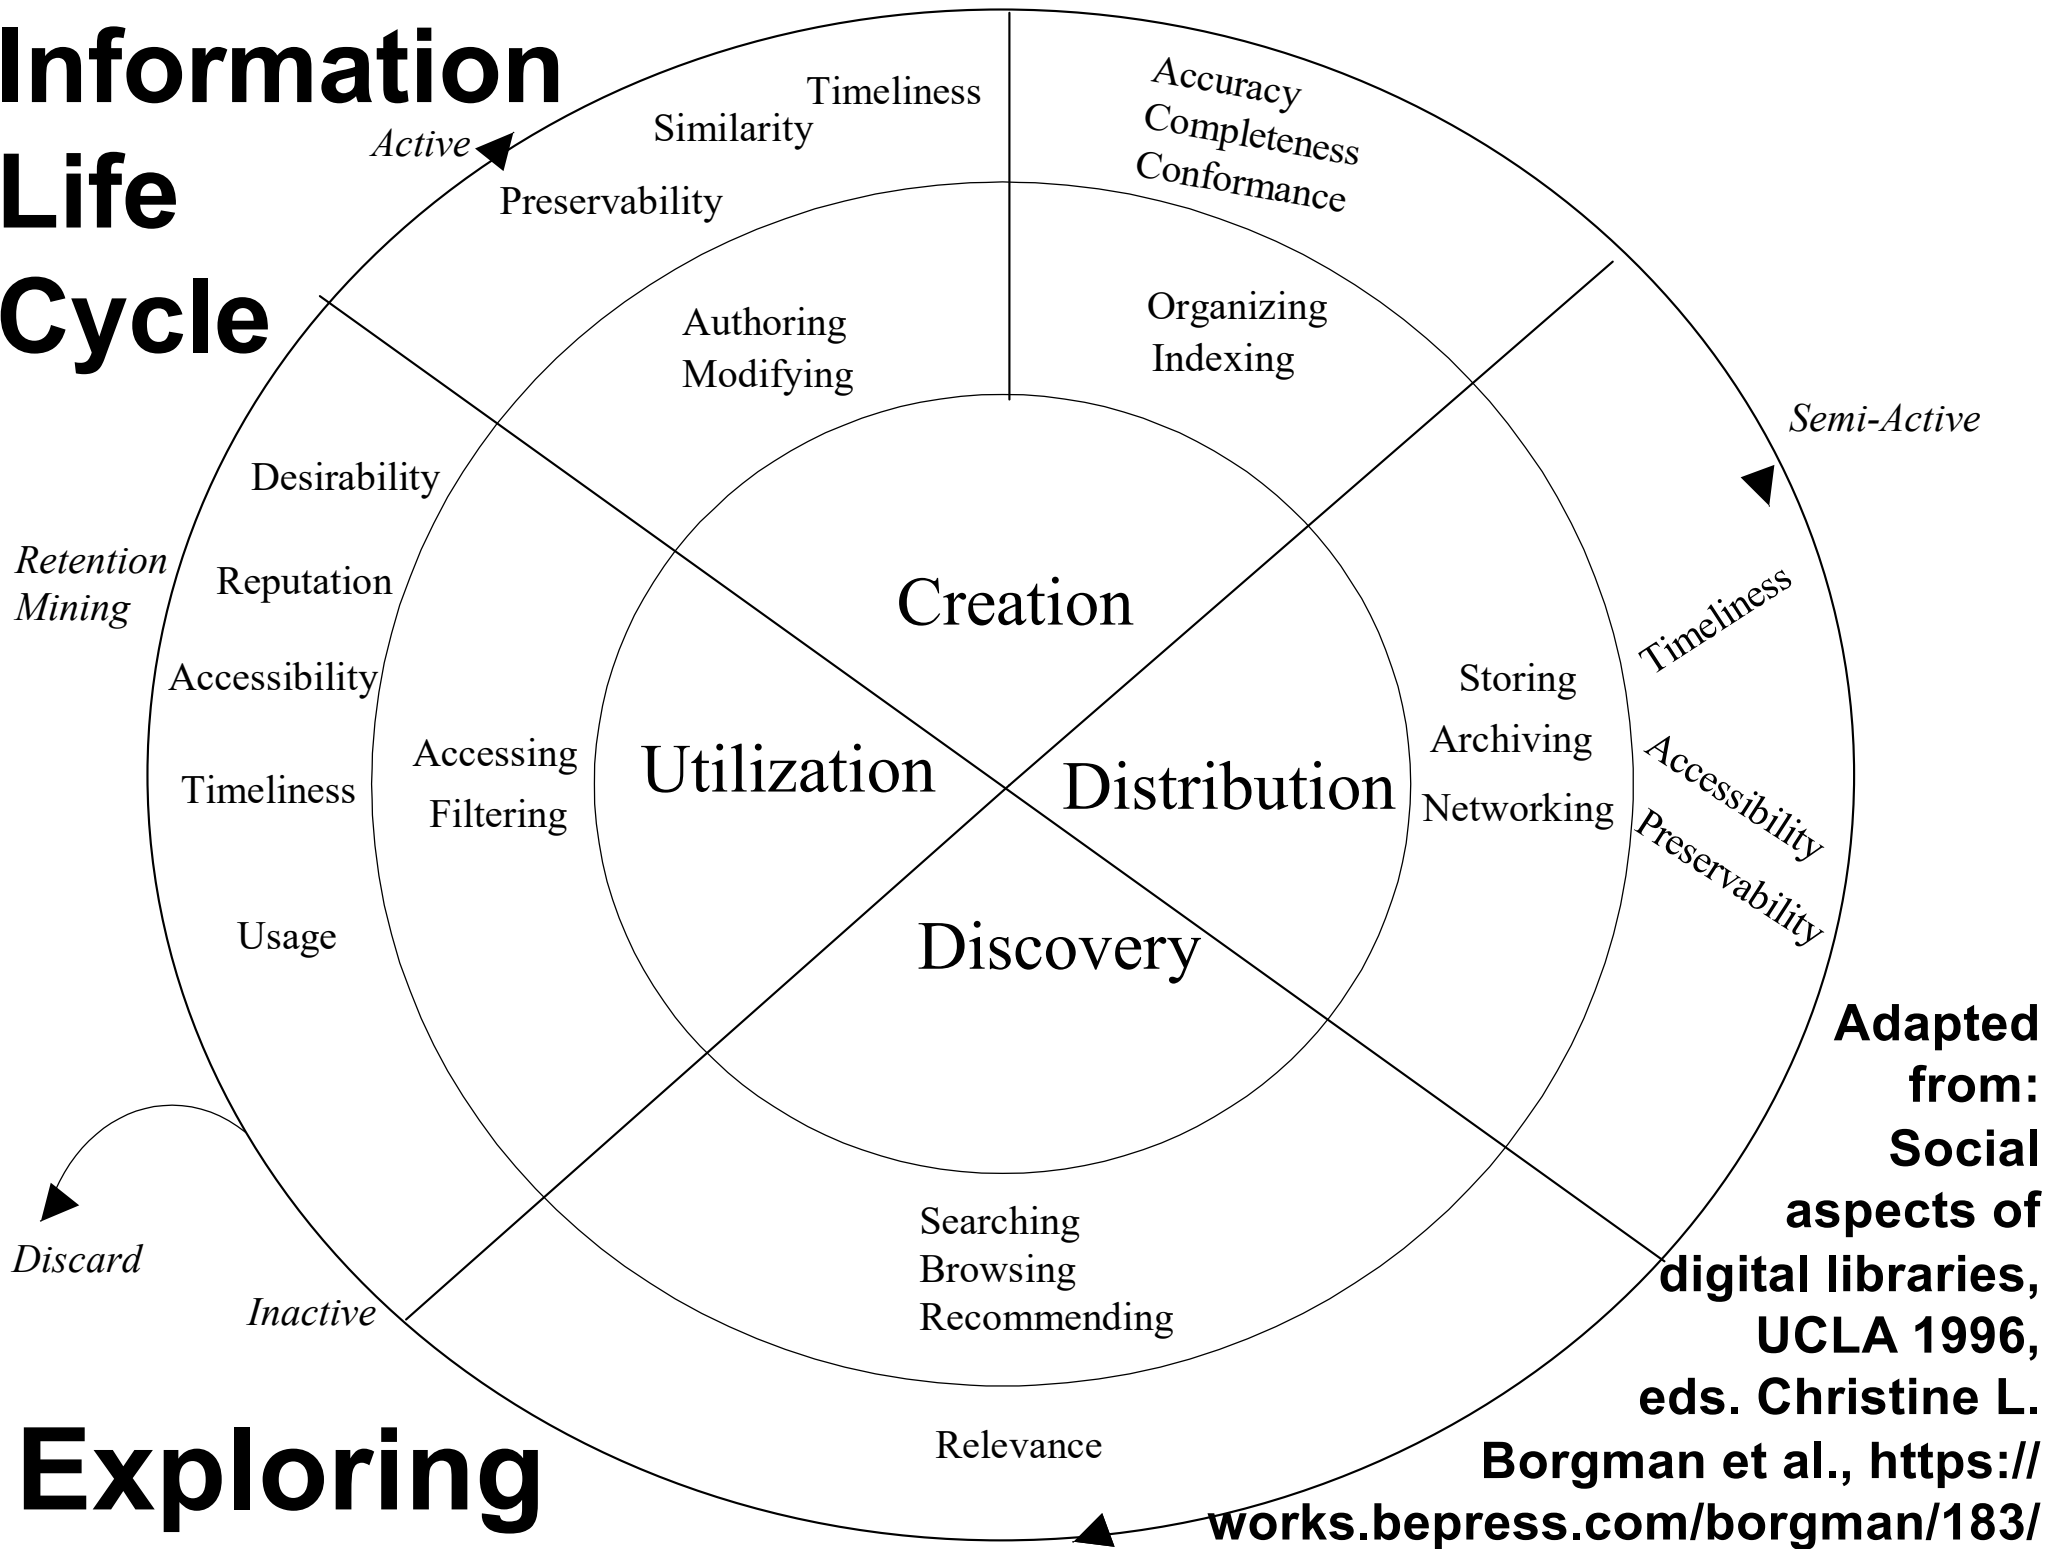 Information
Life
Cycle
Active
Timeliness
Similarity
Preservability
Accuracy
Completeness
Conformance
Authoring
Modifying
Organizing
Indexing
Semi-Active
Desirability
Retention
Mining
Reputation
Accessibility
Timeliness
Usage
Accessing
Filtering
Creation
Utilization
Distribution
Discovery
Storing
Archiving
Networking
Timeliness
Accessibility
Preservability
Discard
Inactive
Searching
Browsing
Recommending
Relevance
Exploring
Adapted
from:
Social
aspects of
digital libraries,
UCLA 1996,
eds. Christine L.
Borgman et al., https://
works.bepress.com/borgman/183/